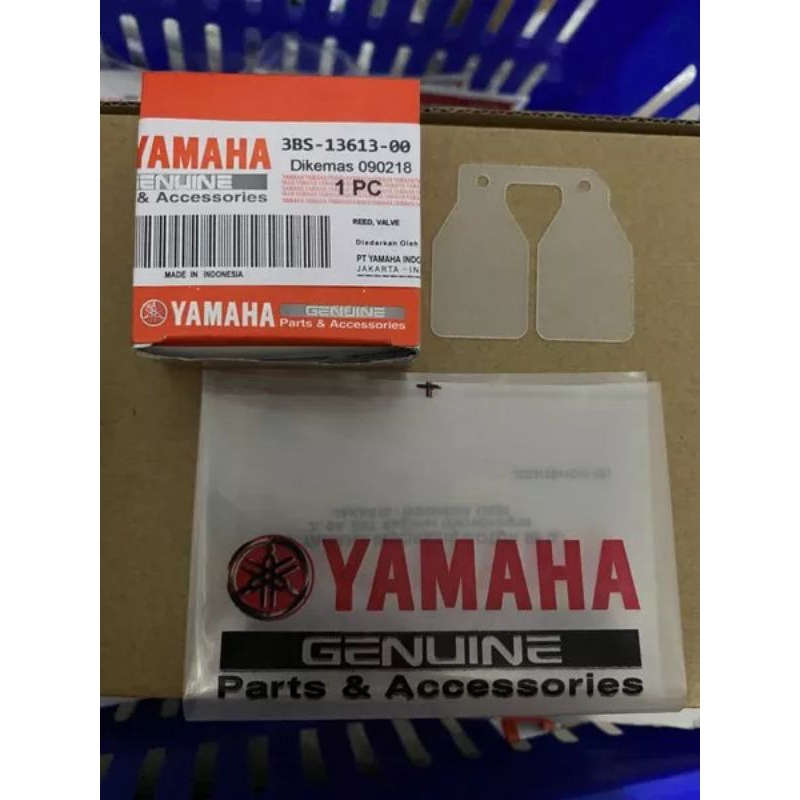 YAMAHA
GENUINE
& Accessories
3BS-13613-00
Dikemas 090218
1 PC
REED, VALVE
Diedarkan Oleh
PT YAMAHA INDO
JAKARTA - IN
MADE IN INDONESIA
YAMAHA
GENUINE
Parts & Accessories
YAMAHA
GENUINE
Parts & Accessories